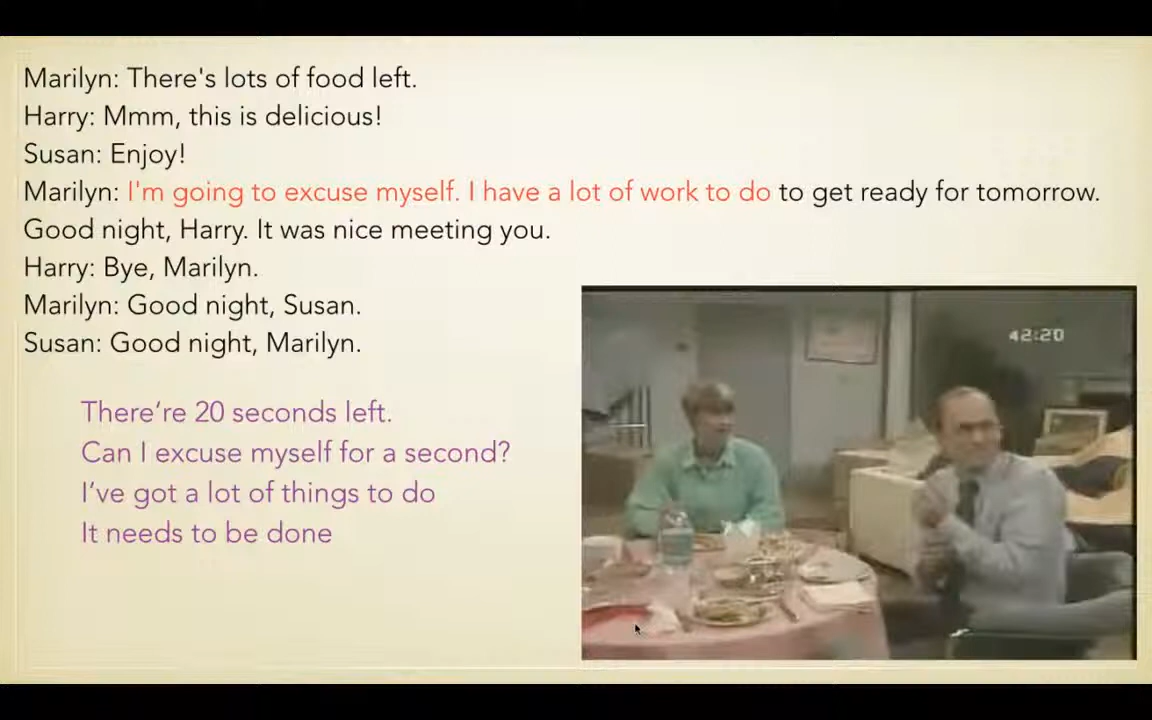 Marilyn: There's lots of food left.
Harry: Mmm, this is delicious!
Susan: Enjoy!
Marilyn: I'm going to excuse myself. I have a lot of work to do to get ready for tomorrow.
Good night, Harry. It was nice meeting you.
Harry: Bye, Marilyn.
Marilyn: Good night, Susan.
Susan: Good night, Marilyn.
There’re 20 seconds left.
Can I excuse myself for a second?
I’ve got a lot of things to do
It needs to be done
42:20